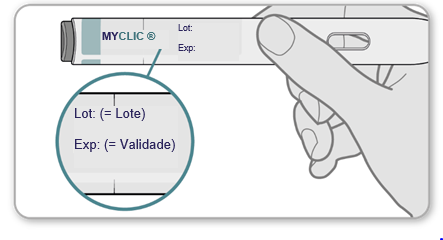 MYCLIC ®
Lot:
Exp:
Lot: (= Lote)
Exp: (= Validade)